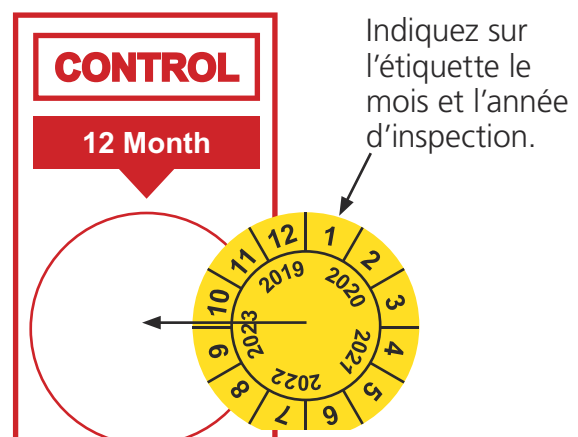 CONTROL
12 Month
Indiquez sur
l'étiquette le
mois et l'année
d'inspection.
1
2
3
4
5
6
7
8
9
10
11
12
2019
2020
2021
2022
2023